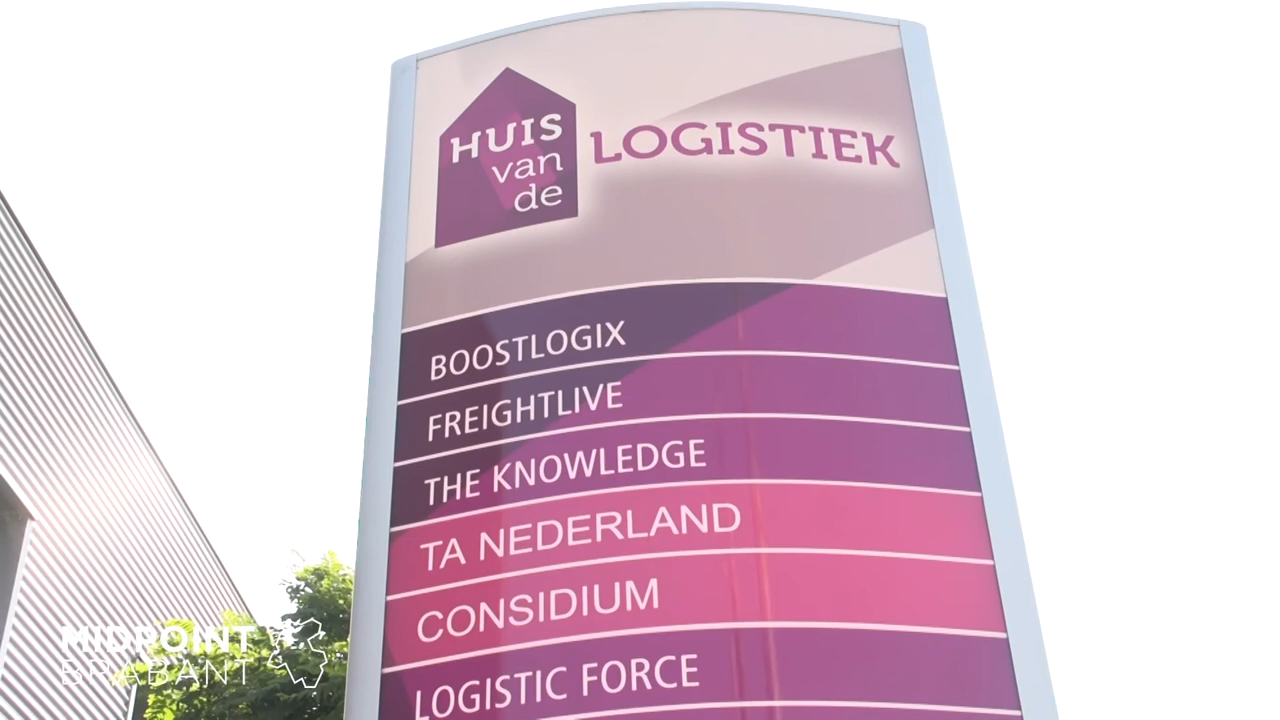 HUIS
van
de
LOGISTIEK
BOOSTLOGIX
FREIGHTLIVE
THE KNOWLEDGE
TA NEDERLAND
CONSIDIUM
LOGISTIC FORCE
MIDPOINT
BRABANT